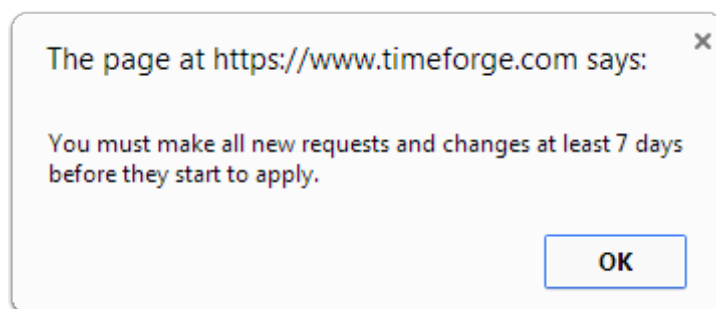 The page at https://www.timeforge.com says:
You must make all new requests and changes at least 7 days
before they start to apply.
OK